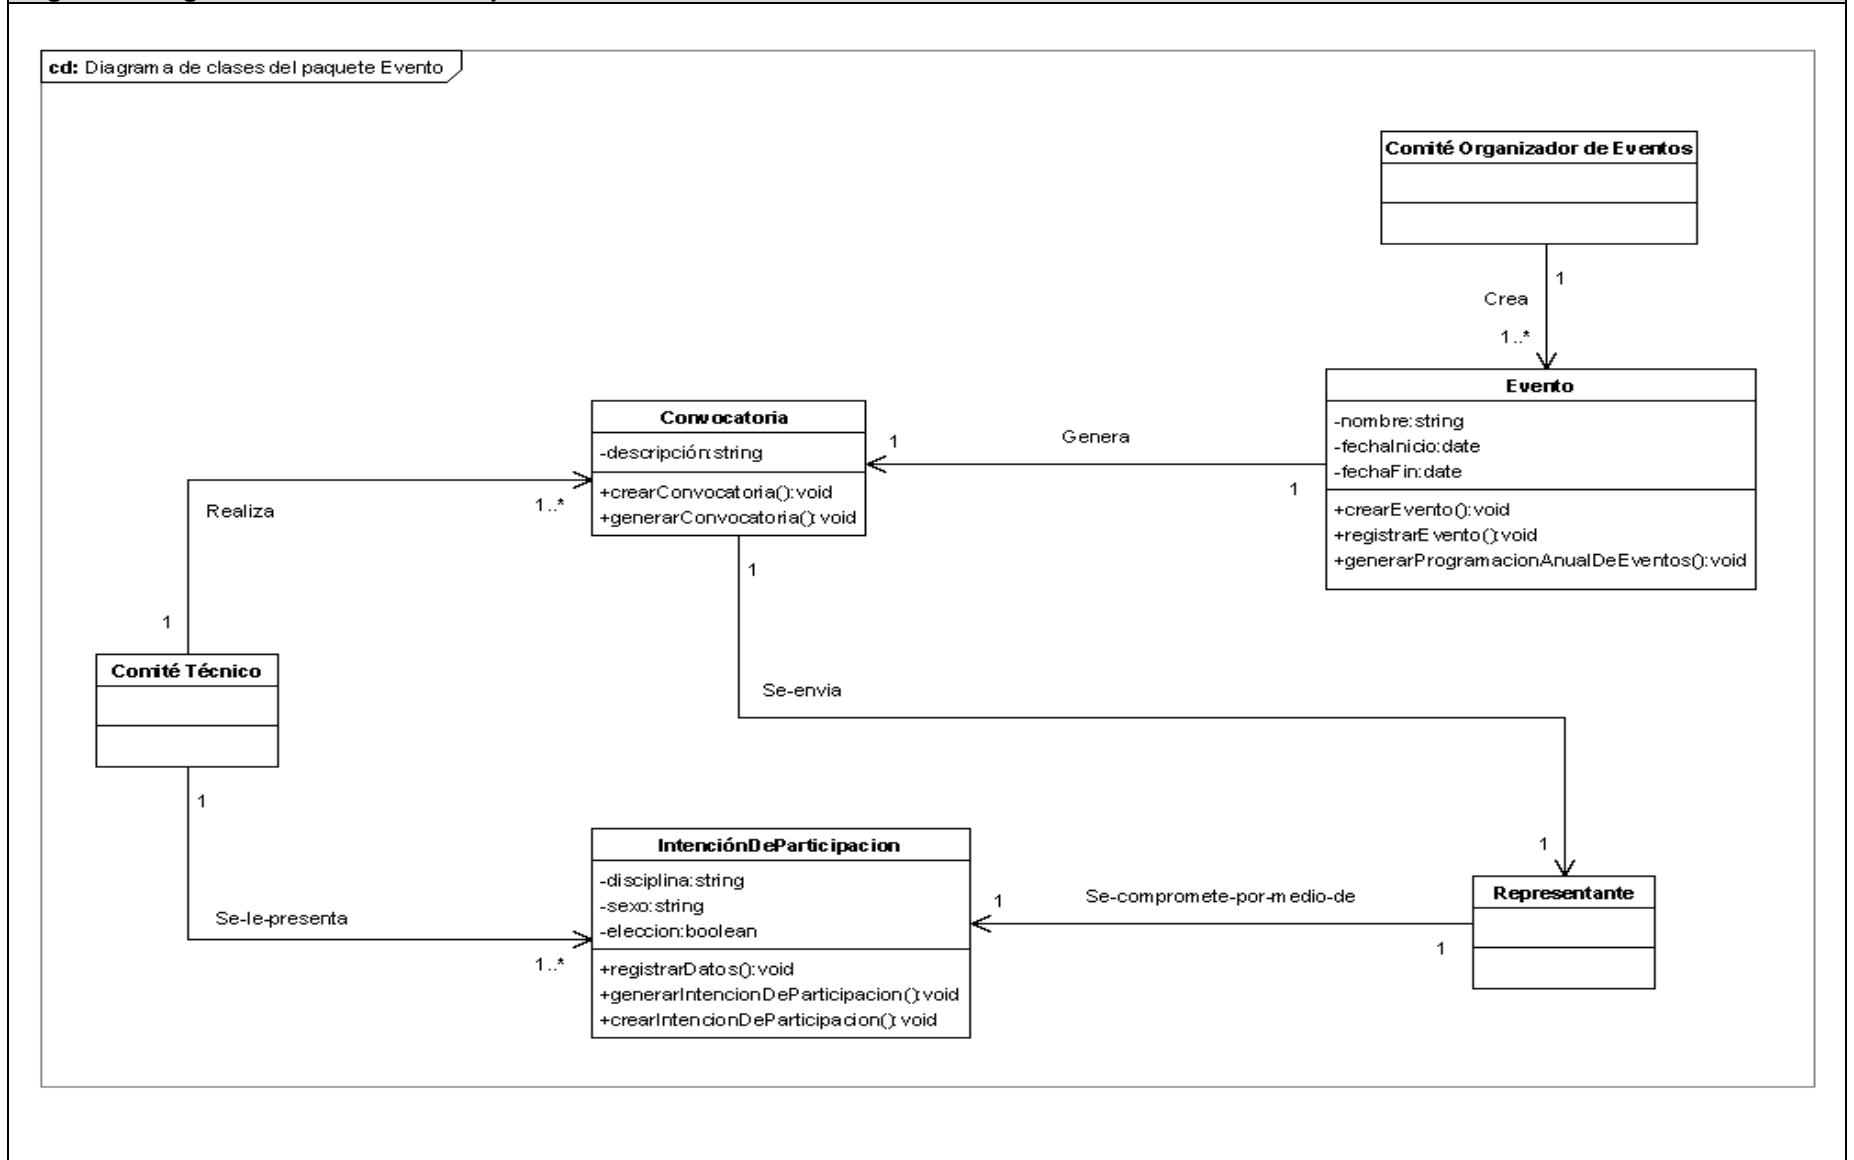 cd: Diagrama de clases del paquete Evento
Comité Organizador de Eventos
1
Crea
1..*
Evento
-nombre:string
-fechaInicio:date
-fechaFin:date
+crearEvento():void
+registrarEvento():void
+generarProgramacionAnualDeEventos():void
Convocatoria
-descripción:string
+crearConvocatoria():void
+generarConvocatoria():void
1
Genera
1
Realiza
1..*
1
1
Comité Técnico
Se-envia
1
1
IntenciónDeParticipacion
-disciplina:string
-sexo:string
-eleccion:boolean
+registrarDatos():void
+generarIntencionDeParticipacion():void
+crearIntencionDeParticipacion():void
Se-le-presenta
1..*
1
Se-compromete-por-medio-de
1
Representante